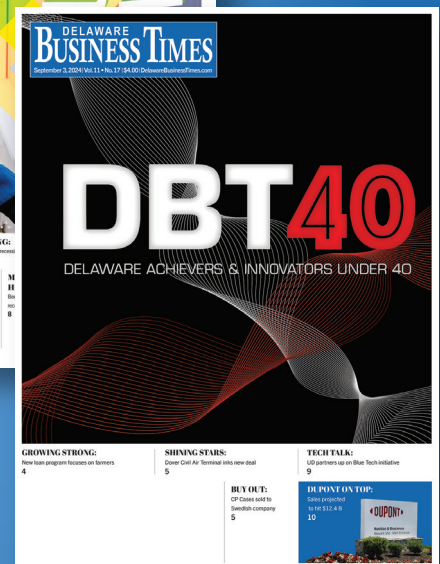 DELAWARE
BUSINESS TIMES
September 3, 2024 | Vol. 11 • No. 17 | $4.00 | DelawareBusinessTimes.com
DBT40
DELAWARE ACHIEVERS & INNOVATORS UNDER 40
GROWING STRONG:
New loan program focuses on farmers
4
SHINING STARS:
Dover Civil Air Terminal inks new deal
5
TECH TALK:
UD partners up on Blue Tech initiative
9
BUY OUT:
CP Cases sold to
Swedish company
5
DUPONT ON TOP:
Sales projected
to hit $12.4 B
10
DUPONT
8